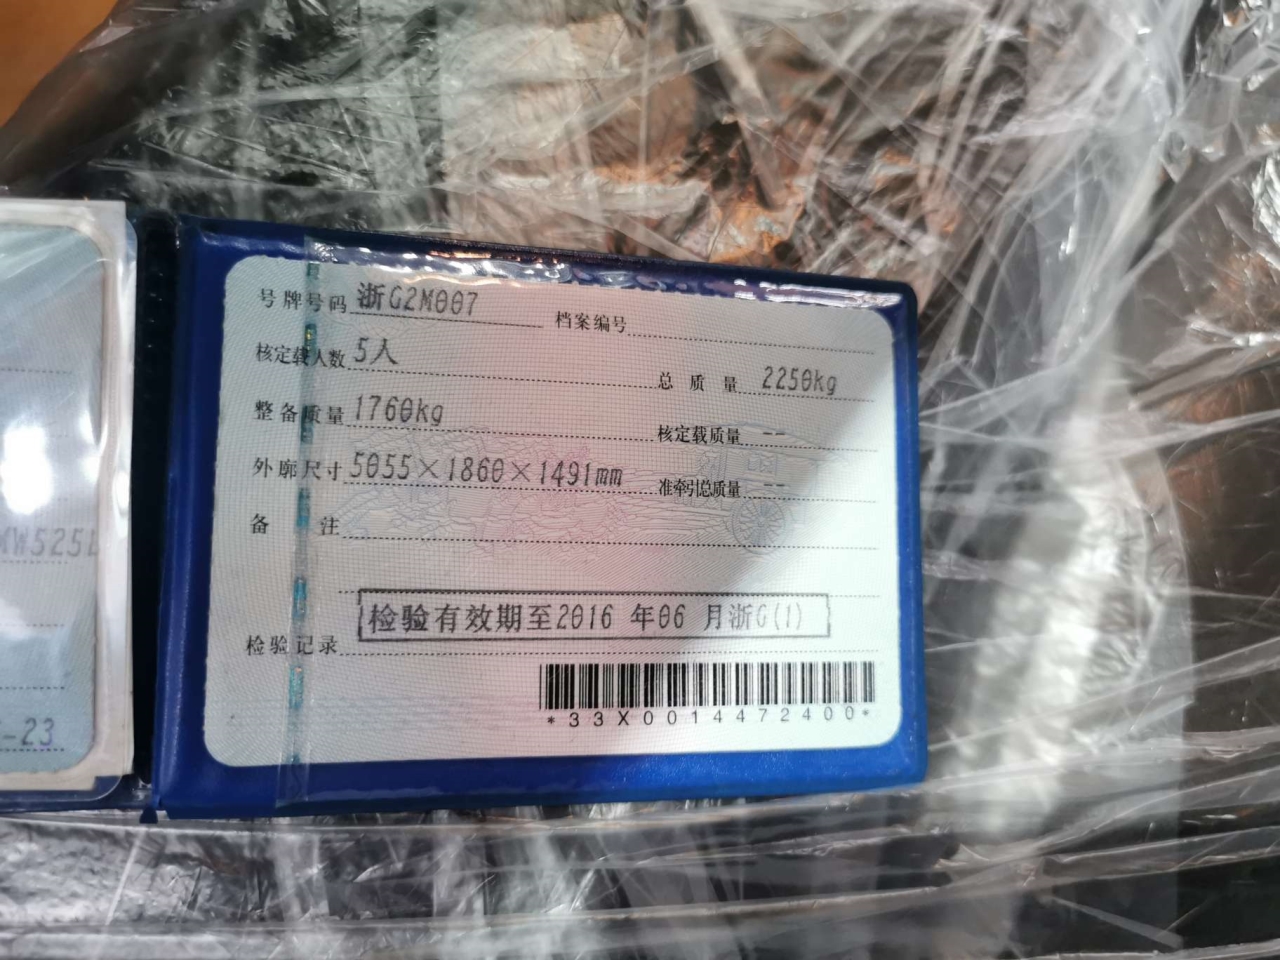 号牌号码 浙G2M007 档案编号
核定载人数 5人 总质量 2250kg
整备质量 1760kg 核定载质量 --
外廓尺寸 5055×1860×1491mm 准牵引总质量 --
备注
检验有效期至2016 年06 月浙G(1)
检验记录
*33X0014472400*
MW525L
-23